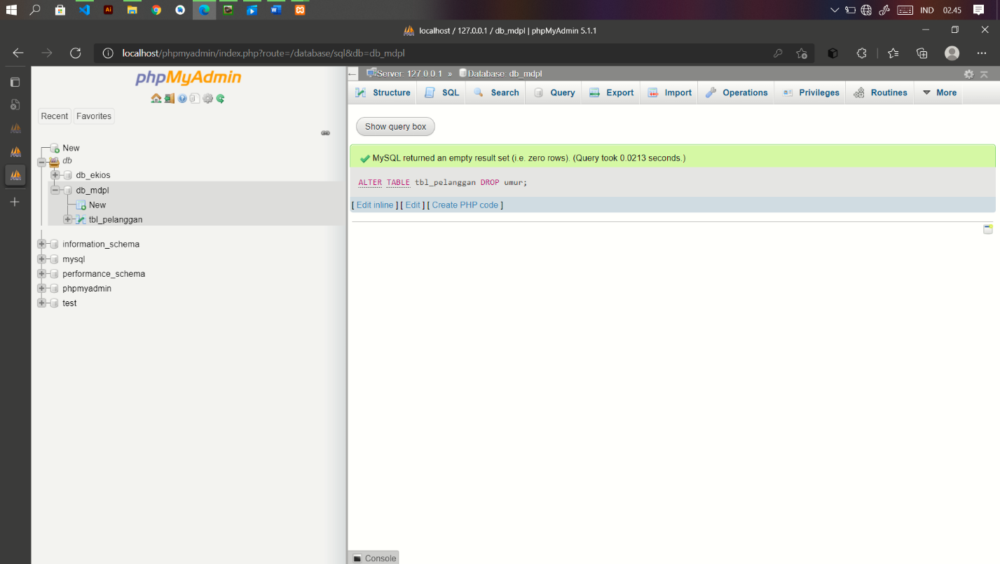 Ai
IND
02.45
localhost / 127.0.0.1 / db_mdpl | phpMyAdmin 5.1.1
localhost/phpmyadmin/index.php?route=/database/sql&db=db_mdpl
phpMyAdmin
Recent
Favorites
New
db
db_ekios
db_mdpl
New
tbl_pelanggan
information_schema
mysql
performance_schema
phpmyadmin
test
Server: 127.0.0.1 » Database: db_mdpl
Structure
SQL
Search
Query
Export
Import
Operations
Privileges
Routines
More
Show query box
MySQL returned an empty result set (i.e. zero rows). (Query took 0.0213 seconds.)
ALTER TABLE tbl_pelanggan DROP umur;
[ Edit inline ] [ Edit ] [ Create PHP code ]
Console